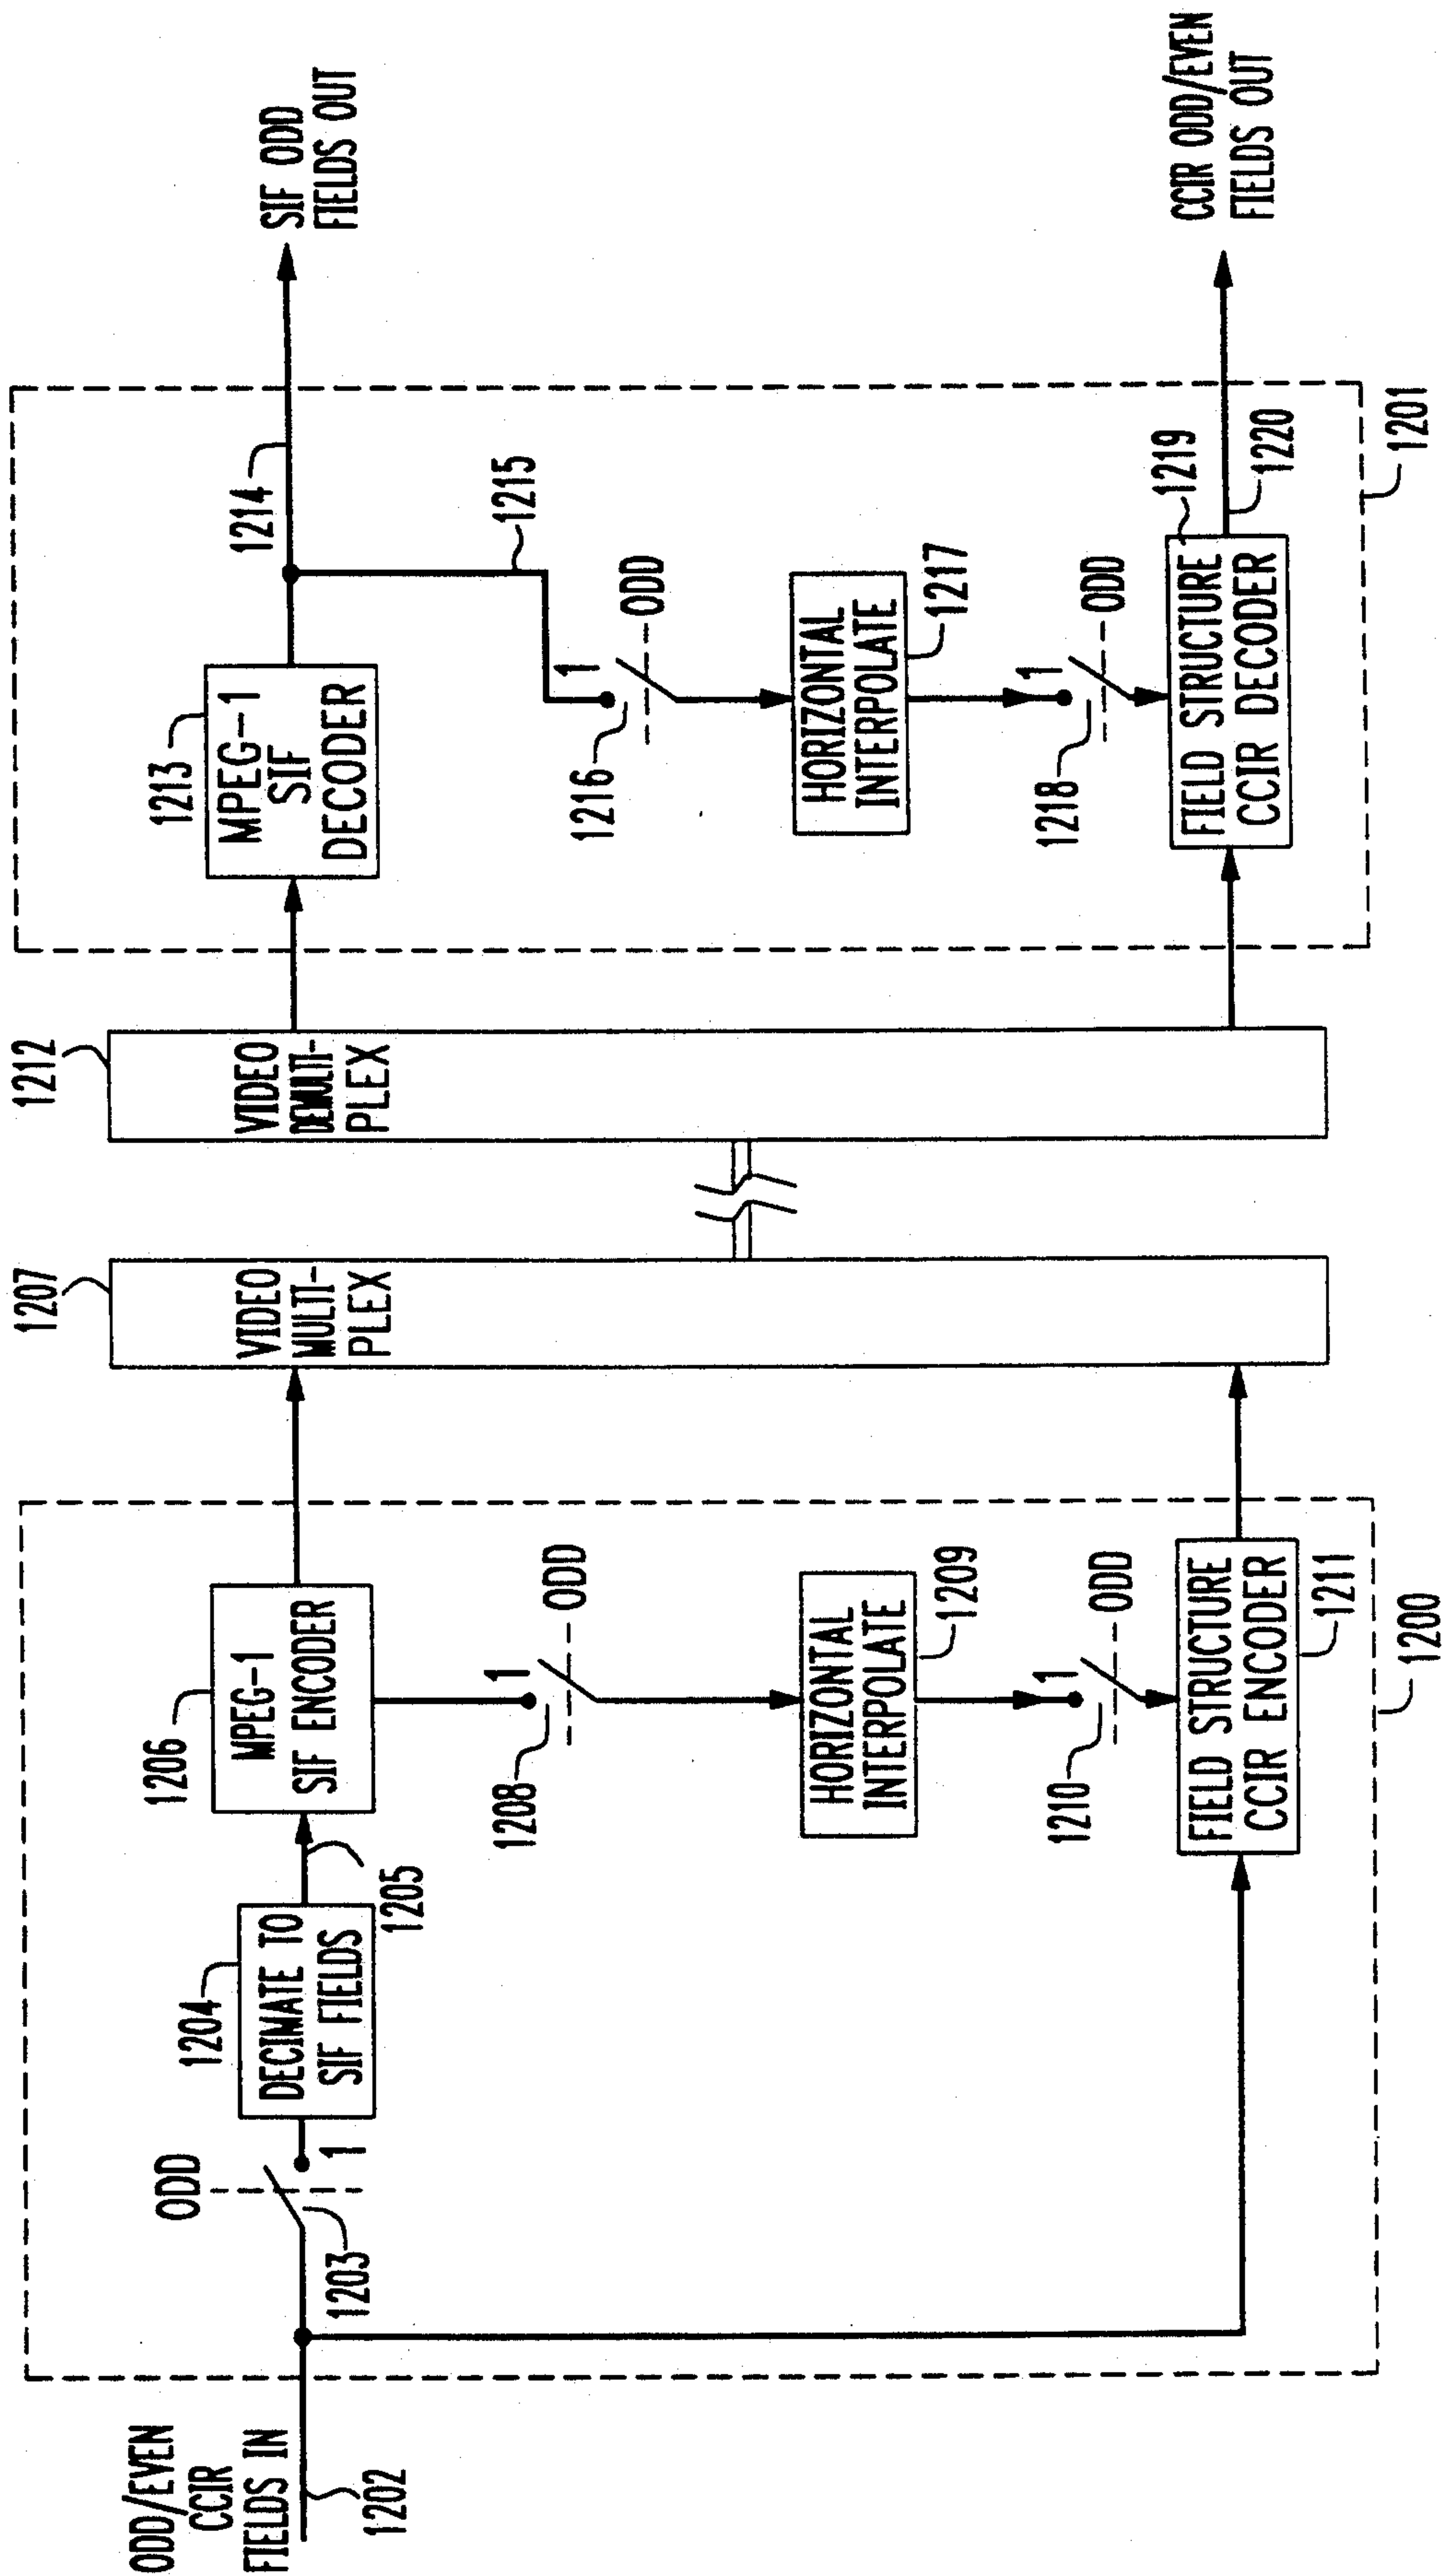 ODD/EVEN
CCIR
FIELDS IN
1202
ODD
1203
1
1204
DECIMATE TO
SIF FIELDS
1205
1206
MPEG-1
SIF ENCODER
1208
1
ODD
HORIZONTAL
INTERPOLATE
1209
1210
1
ODD
FIELD STRUCTURE
CCIR ENCODER
1211
1200
1207
VIDEO
MULTI-
PLEX
1212
VIDEO
DEMULTI-
PLEX
1213
MPEG-1
SIF
DECODER
1214
1215
1216
1
ODD
HORIZONTAL
INTERPOLATE
1217
1218
1
ODD
FIELD STRUCTURE
CCIR DECODER
1219
1220
1201
SIF ODD
FIELDS OUT
CCIR ODD/EVEN
FIELDS OUT